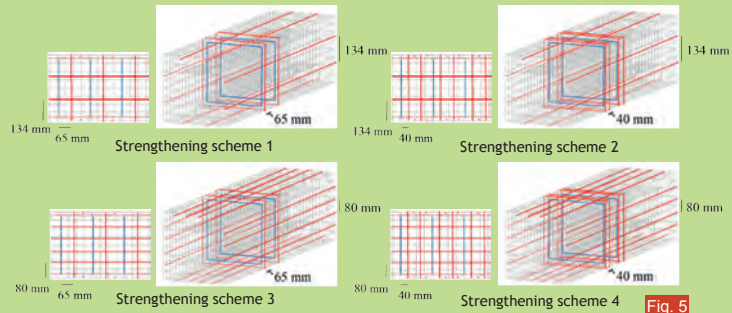 134 mm
134 mm
134 mm
65 mm
65 mm
134 mm
40 mm
40 mm
Strengthening scheme 1
Strengthening scheme 2
80 mm
80 mm
80 mm
65 mm
65 mm
80 mm
40 mm
40 mm
Strengthening scheme 3
Strengthening scheme 4
Fig. 5